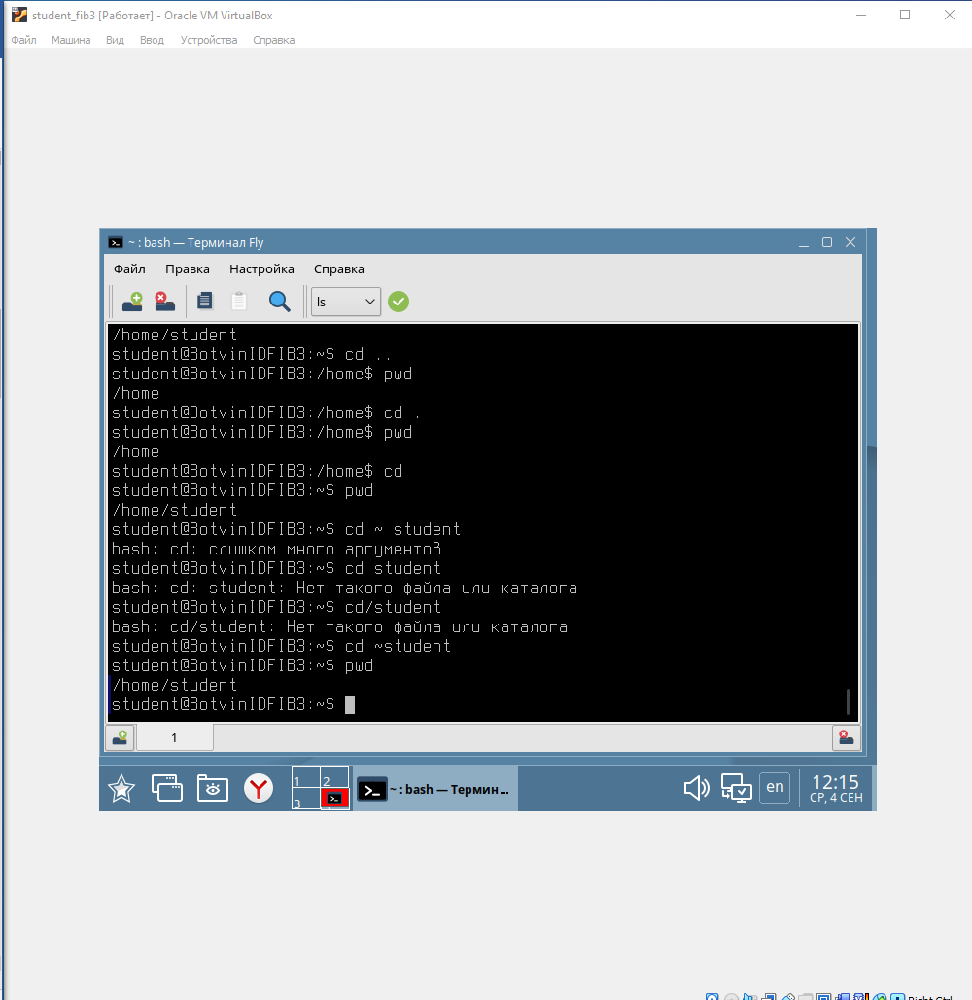 student_fib3 [Работает] - Oracle VM VirtualBox
Файл Машина Вид Ввод Устройства Справка
~ : bash — Терминал Fly
Файл Правка Настройка Справка
ls
/home/student
student@BotvinIDFIB3:~$ cd ..
student@BotvinIDFIB3:/home$ pwd
/home
student@BotvinIDFIB3:/home$ cd .
student@BotvinIDFIB3:/home$ pwd
/home
student@BotvinIDFIB3:/home$ cd
student@BotvinIDFIB3:~$ pwd
/home/student
student@BotvinIDFIB3:~$ cd ~ student
bash: cd: слишком много аргументов
student@BotvinIDFIB3:~$ cd student
bash: cd: student: Нет такого файла или каталога
student@BotvinIDFIB3:~$ cd/student
bash: cd/student: Нет такого файла или каталога
student@BotvinIDFIB3:~$ cd ~student
student@BotvinIDFIB3:~$ pwd
/home/student
student@BotvinIDFIB3:~$
1
1 2
3
~ : bash — Термин...
en
12:15
СР, 4 СЕН
Right Ctrl